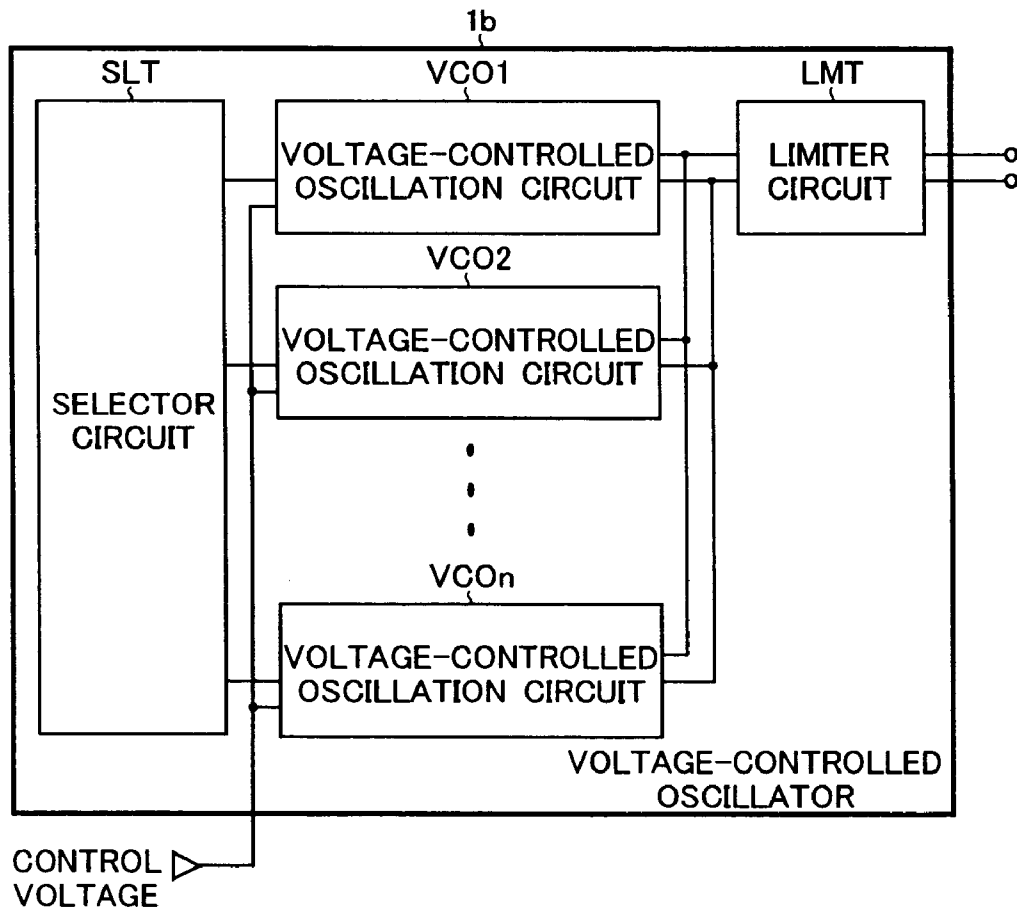 1b
SLT
VCO1
LMT
VOLTAGE-CONTROLLED
OSCILLATION CIRCUIT
LIMITER
CIRCUIT
VCO2
VOLTAGE-CONTROLLED
OSCILLATION CIRCUIT
SELECTOR
CIRCUIT
VCOn
VOLTAGE-CONTROLLED
OSCILLATION CIRCUIT
VOLTAGE-CONTROLLED
OSCILLATOR
CONTROL
VOLTAGE